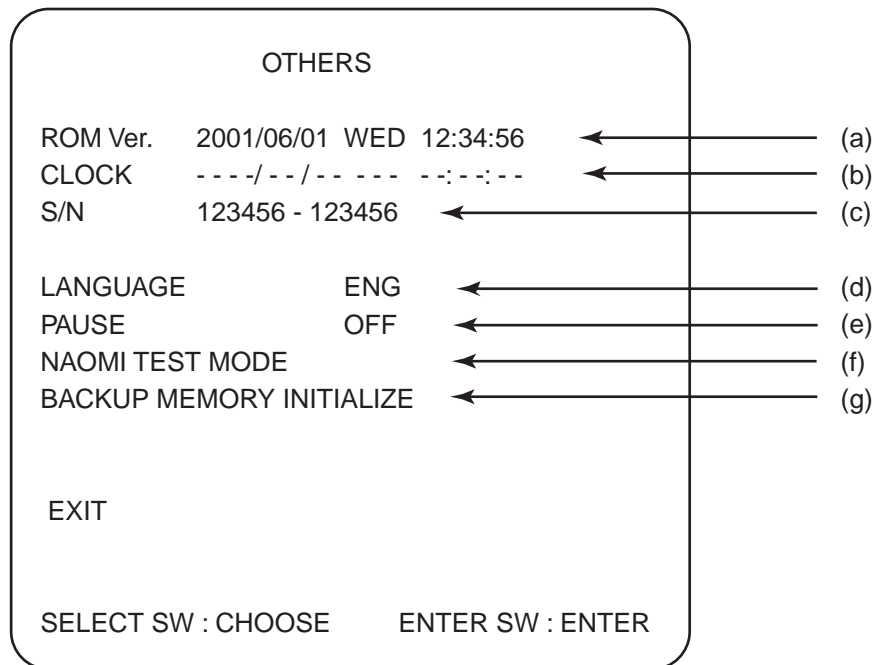 OTHERS
ROM Ver. 2001/06/01 WED 12:34:56 (a)
CLOCK - - - -/ - - / - - - - - - -: - -: - - (b)
S/N 123456 - 123456 (c)
LANGUAGE ENG (d)
PAUSE OFF (e)
NAOMI TEST MODE (f)
BACKUP MEMORY INITIALIZE (g)
EXIT
SELECT SW : CHOOSE ENTER SW : ENTER